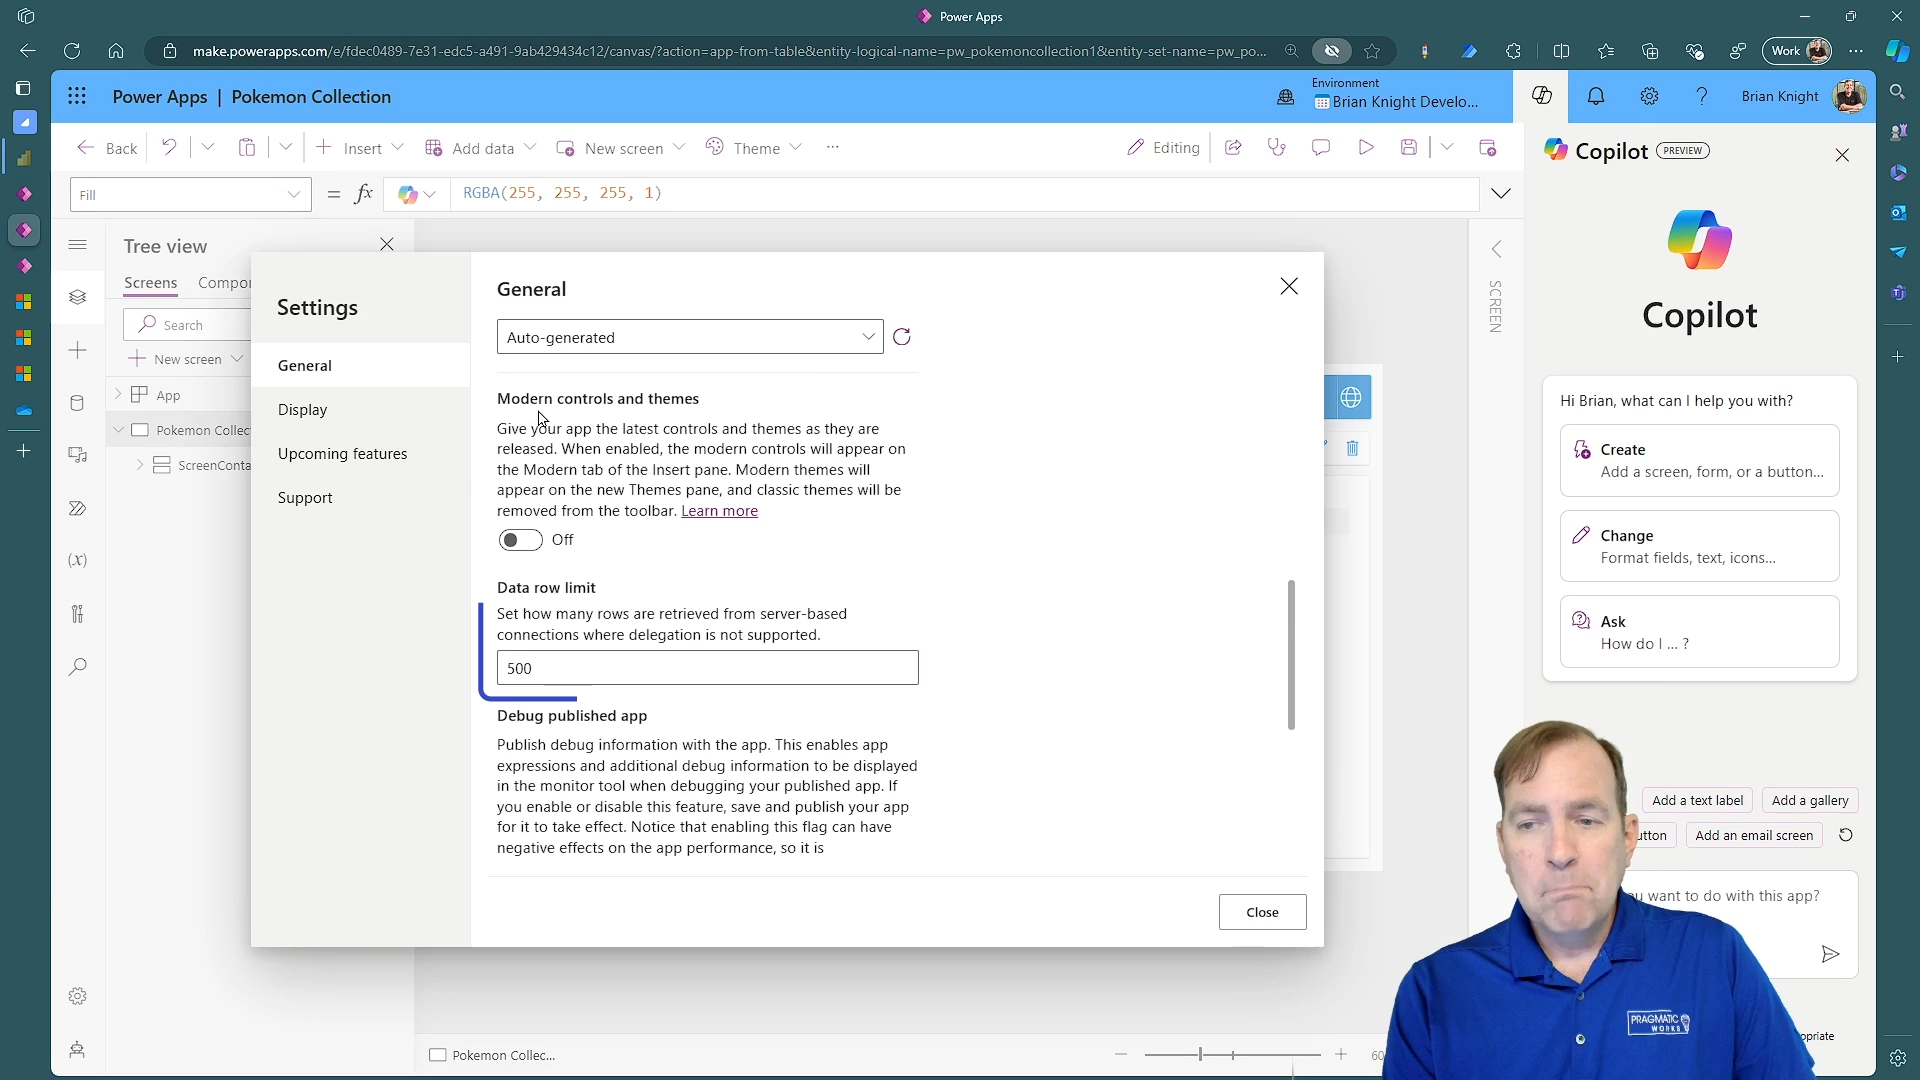 Power Apps
make.powerapps.com/e/fdec0489-7e31-edc5-a491-9ab429434c12/canvas/?action=app-from-table&entity-logical-name=pw_pokemoncollection1&entity-set-name=pw_po...
Work
Power Apps | Pokemon Collection
Environment
Brian Knight Develo...
Brian Knight
Back
Insert
Add data
New screen
Theme
Editing
Fill
= fx
RGBA(255, 255, 255, 1)
Tree view
Screens
Compor
Search
New screen
App
Pokemon Collec
ScreenConta
Settings
General
Display
Upcoming features
Support
General
Auto-generated
Modern controls and themes
Give your app the latest controls and themes as they are
released. When enabled, the modern controls will appear on
the Modern tab of the Insert pane. Modern themes will
appear on the new Themes pane, and classic themes will be
removed from the toolbar. Learn more
Off
Data row limit
Set how many rows are retrieved from server-based
connections where delegation is not supported.
500
Debug published app
Publish debug information with the app. This enables app
expressions and additional debug information to be displayed
in the monitor tool when debugging your published app. If
you enable or disable this feature, save and publish your app
for it to take effect. Notice that enabling this flag can have
negative effects on the app performance, so it is
Close
SCREEN
Pokemon Collec...
60
Copilot PREVIEW
Copilot
Hi Brian, what can I help you with?
Create
Add a screen, form, or a button...
Change
Format fields, text, icons...
Ask
How do I ... ?
Add a text label
Add a gallery
utton
Add an email screen
u want to do with this app?
opriate
PRAGMATIC
WORKS